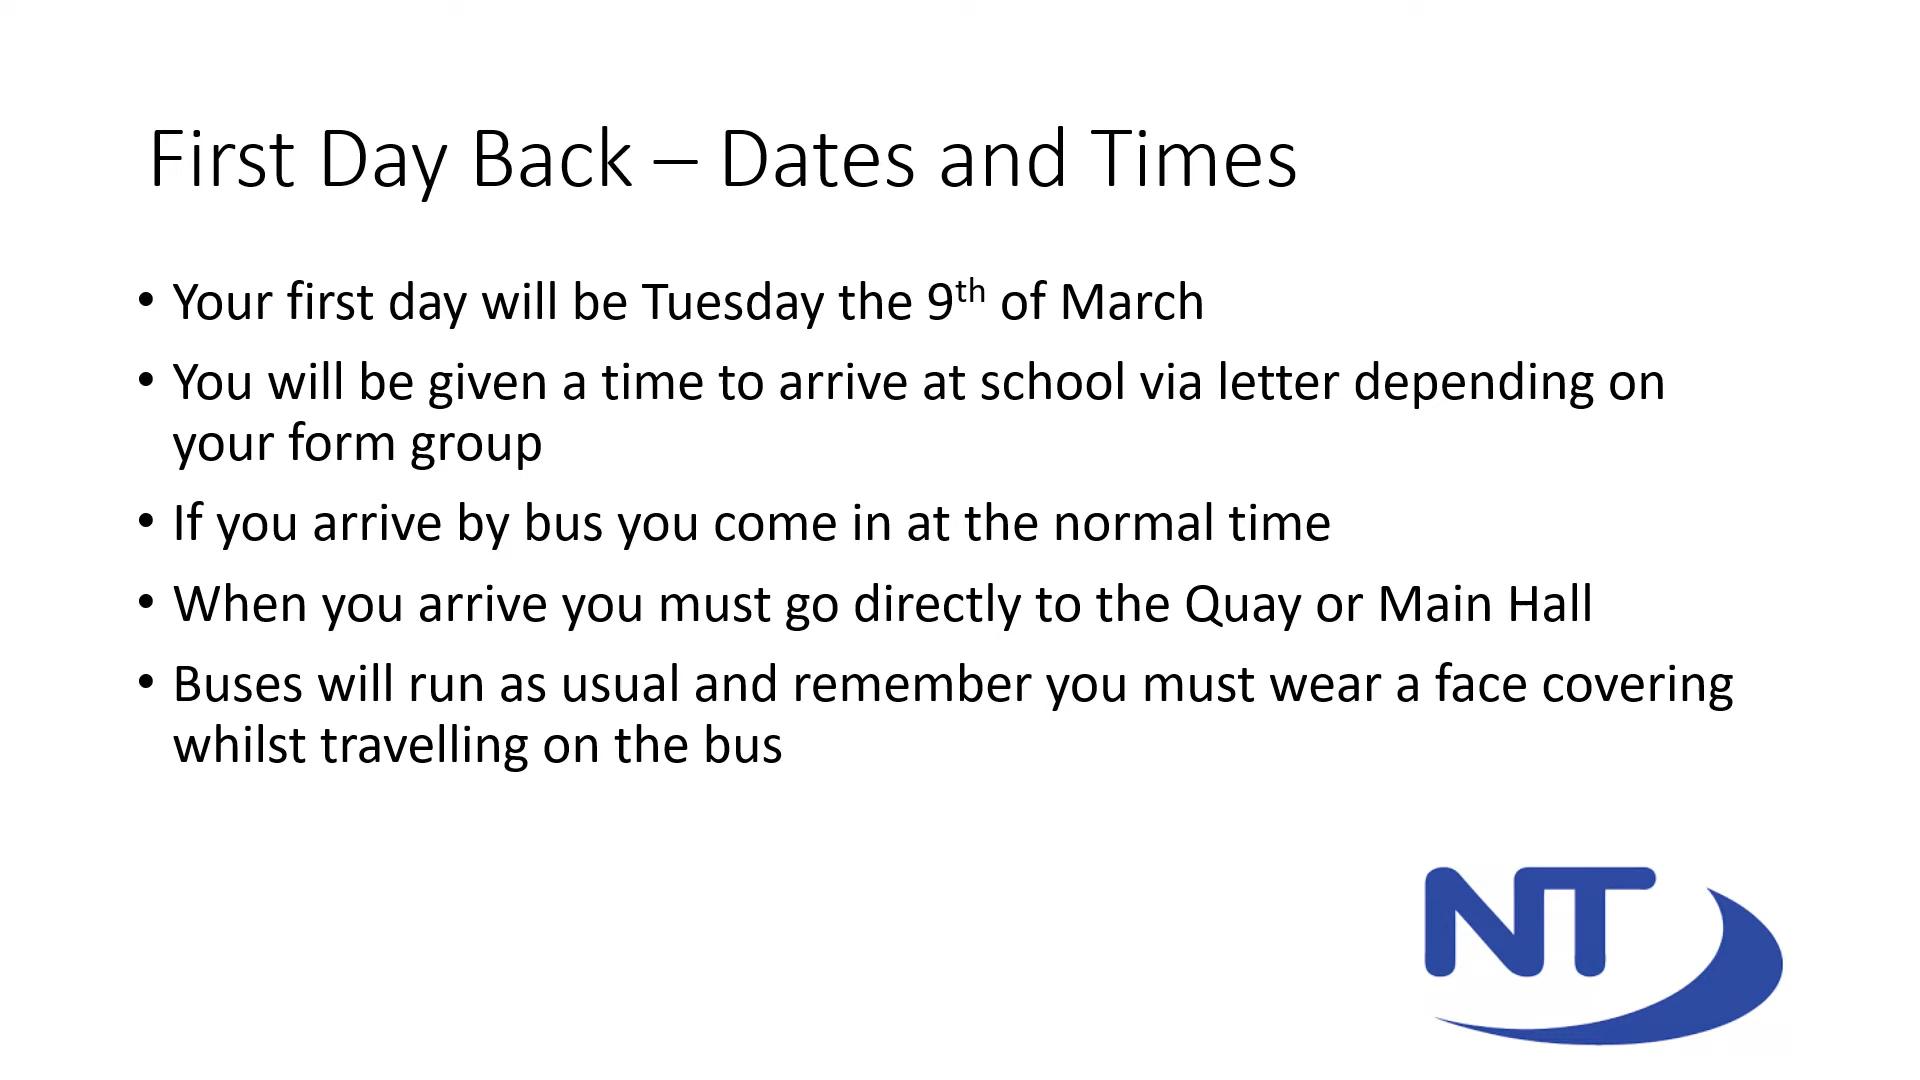 First Day Back – Dates and Times
• Your first day will be Tuesday the 9th of March
• You will be given a time to arrive at school via letter depending on
your form group
• If you arrive by bus you come in at the normal time
• When you arrive you must go directly to the Quay or Main Hall
• Buses will run as usual and remember you must wear a face covering
whilst travelling on the bus
NT